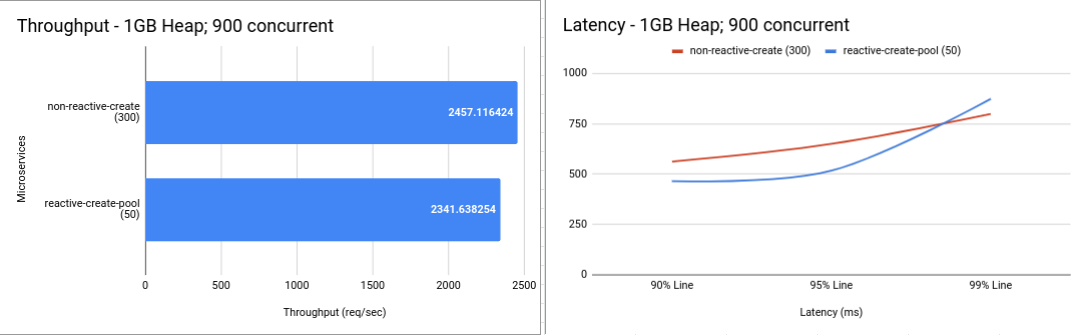 Throughput - 1GB Heap; 900 concurrent
Microservices
non-reactive-create
(300)
2457.116424
reactive-create-pool
(50)
2341.638254
0 500 1000 1500 2000 2500
Throughput (req/sec)
Latency - 1GB Heap; 900 concurrent
non-reactive-create (300) reactive-create-pool (50)
1000
750
500
250
0
90% Line 95% Line 99% Line
Latency (ms)